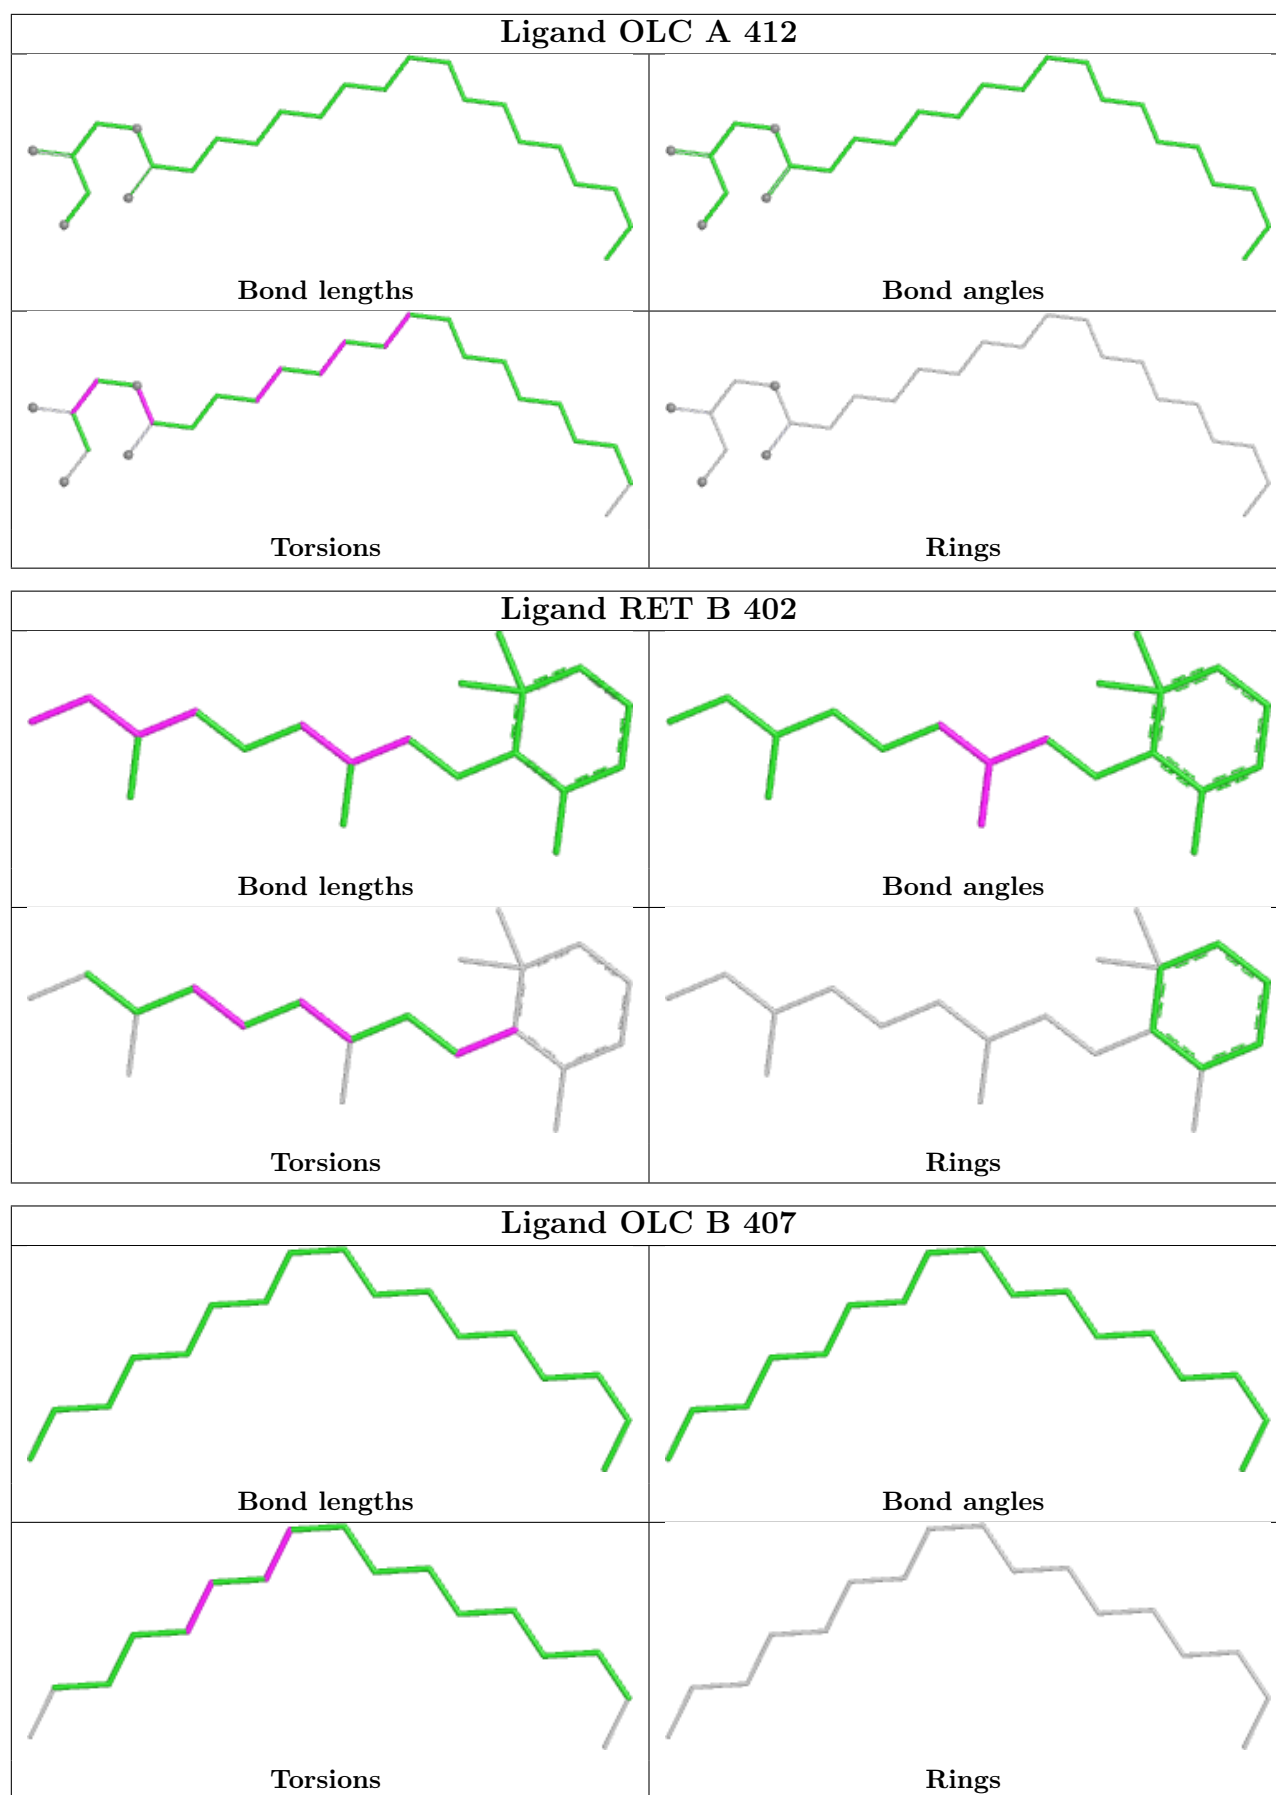 Ligand OLC A 412
Bond lengths
Bond angles
Torsions
Rings
Ligand RET B 402
Bond lengths
Bond angles
Torsions
Rings
Ligand OLC B 407
Bond lengths
Bond angles
Torsions
Rings